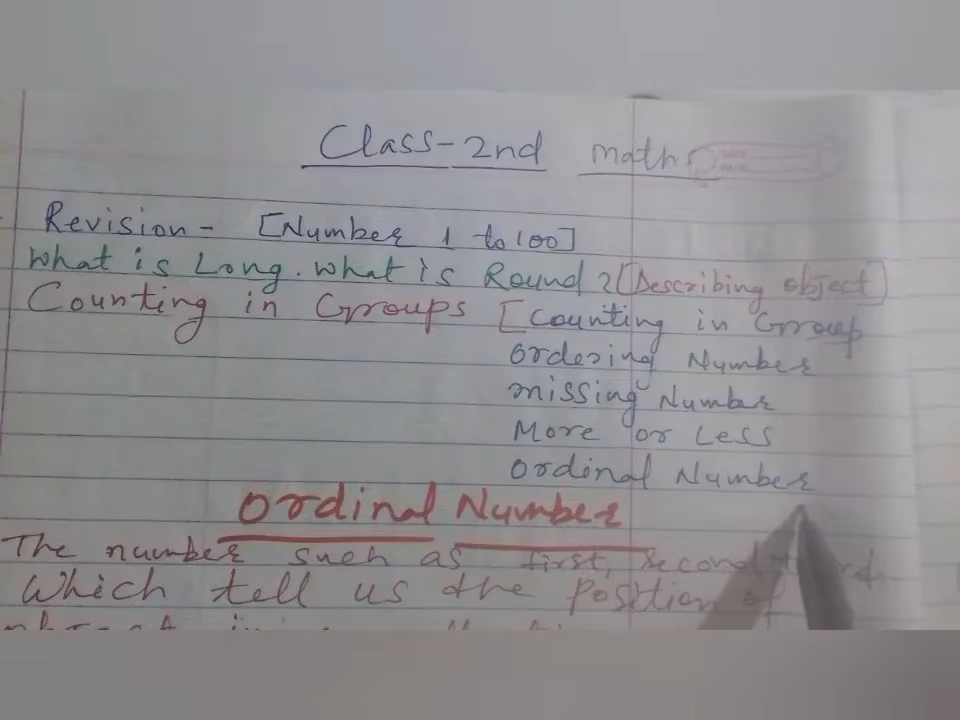 Class-2nd math
Revision - [Number 1 to 100]
What is Long. What is Round ? [Describing object]
Counting in Groups [Counting in Group
Ordering Number
missing Number
More or Less
Ordinal Number
Ordinal Number
The number such as first, second
Which tell us the Position of